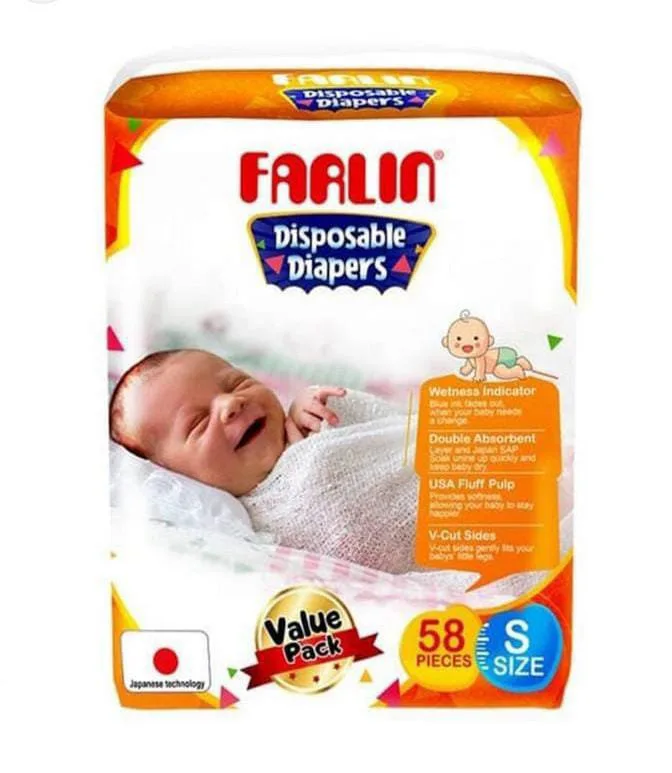 FARLIN
Disposable
Diapers
FARLIN®
Disposable
Diapers
Wetness Indicator
Blue ink fades out,
when your baby needs
a change.
Double Absorbent
Layer and Japan SAP
Soak urine up quickly and
keep baby dry.
USA Fluff Pulp
Provides softness,
allowing your baby to stay
happier
V-Cut Sides
V-cut sides gently fits your
babys' little legs.
Value
Pack
58
PIECES
S
SIZE
Japanese technology